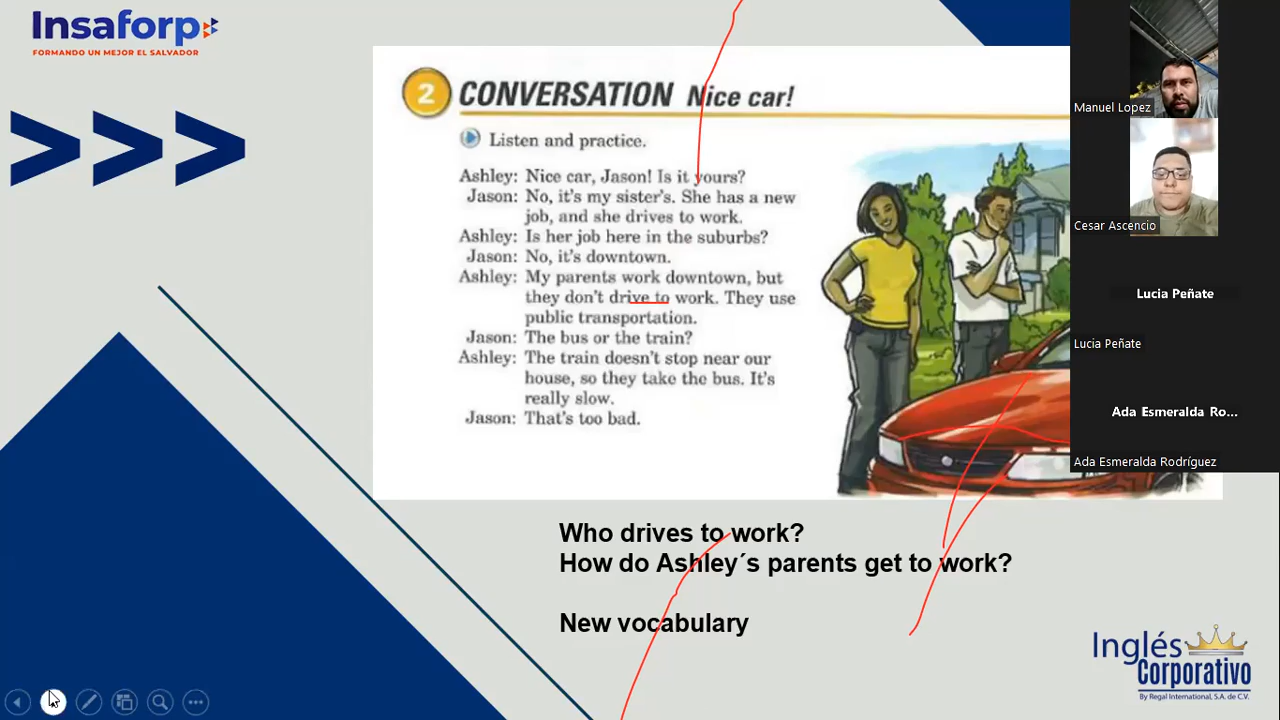 Insaforp
FORMANDO UN MEJOR EL SALVADOR
2 CONVERSATION Nice car!
Listen and practice.
Ashley: Nice car, Jason! Is it yours?
Jason: No, it's my sister's. She has a new
job, and she drives to work.
Ashley: Is her job here in the suburbs?
Jason: No, it's downtown.
Ashley: My parents work downtown, but
they don't drive to work. They use
public transportation.
Jason: The bus or the train?
Ashley: The train doesn't stop near our
house, so they take the bus. It's
really slow.
Jason: That's too bad.
Who drives to work?
How do Ashley´s parents get to work?
New vocabulary
Manuel Lopez
Cesar Ascencio
Lucia Peñate
Lucia Peñate
Ada Esmeralda Ro...
Ada Esmeralda Rodríguez
Inglés
Corporativo
By Regal International, S.A. de C.V.